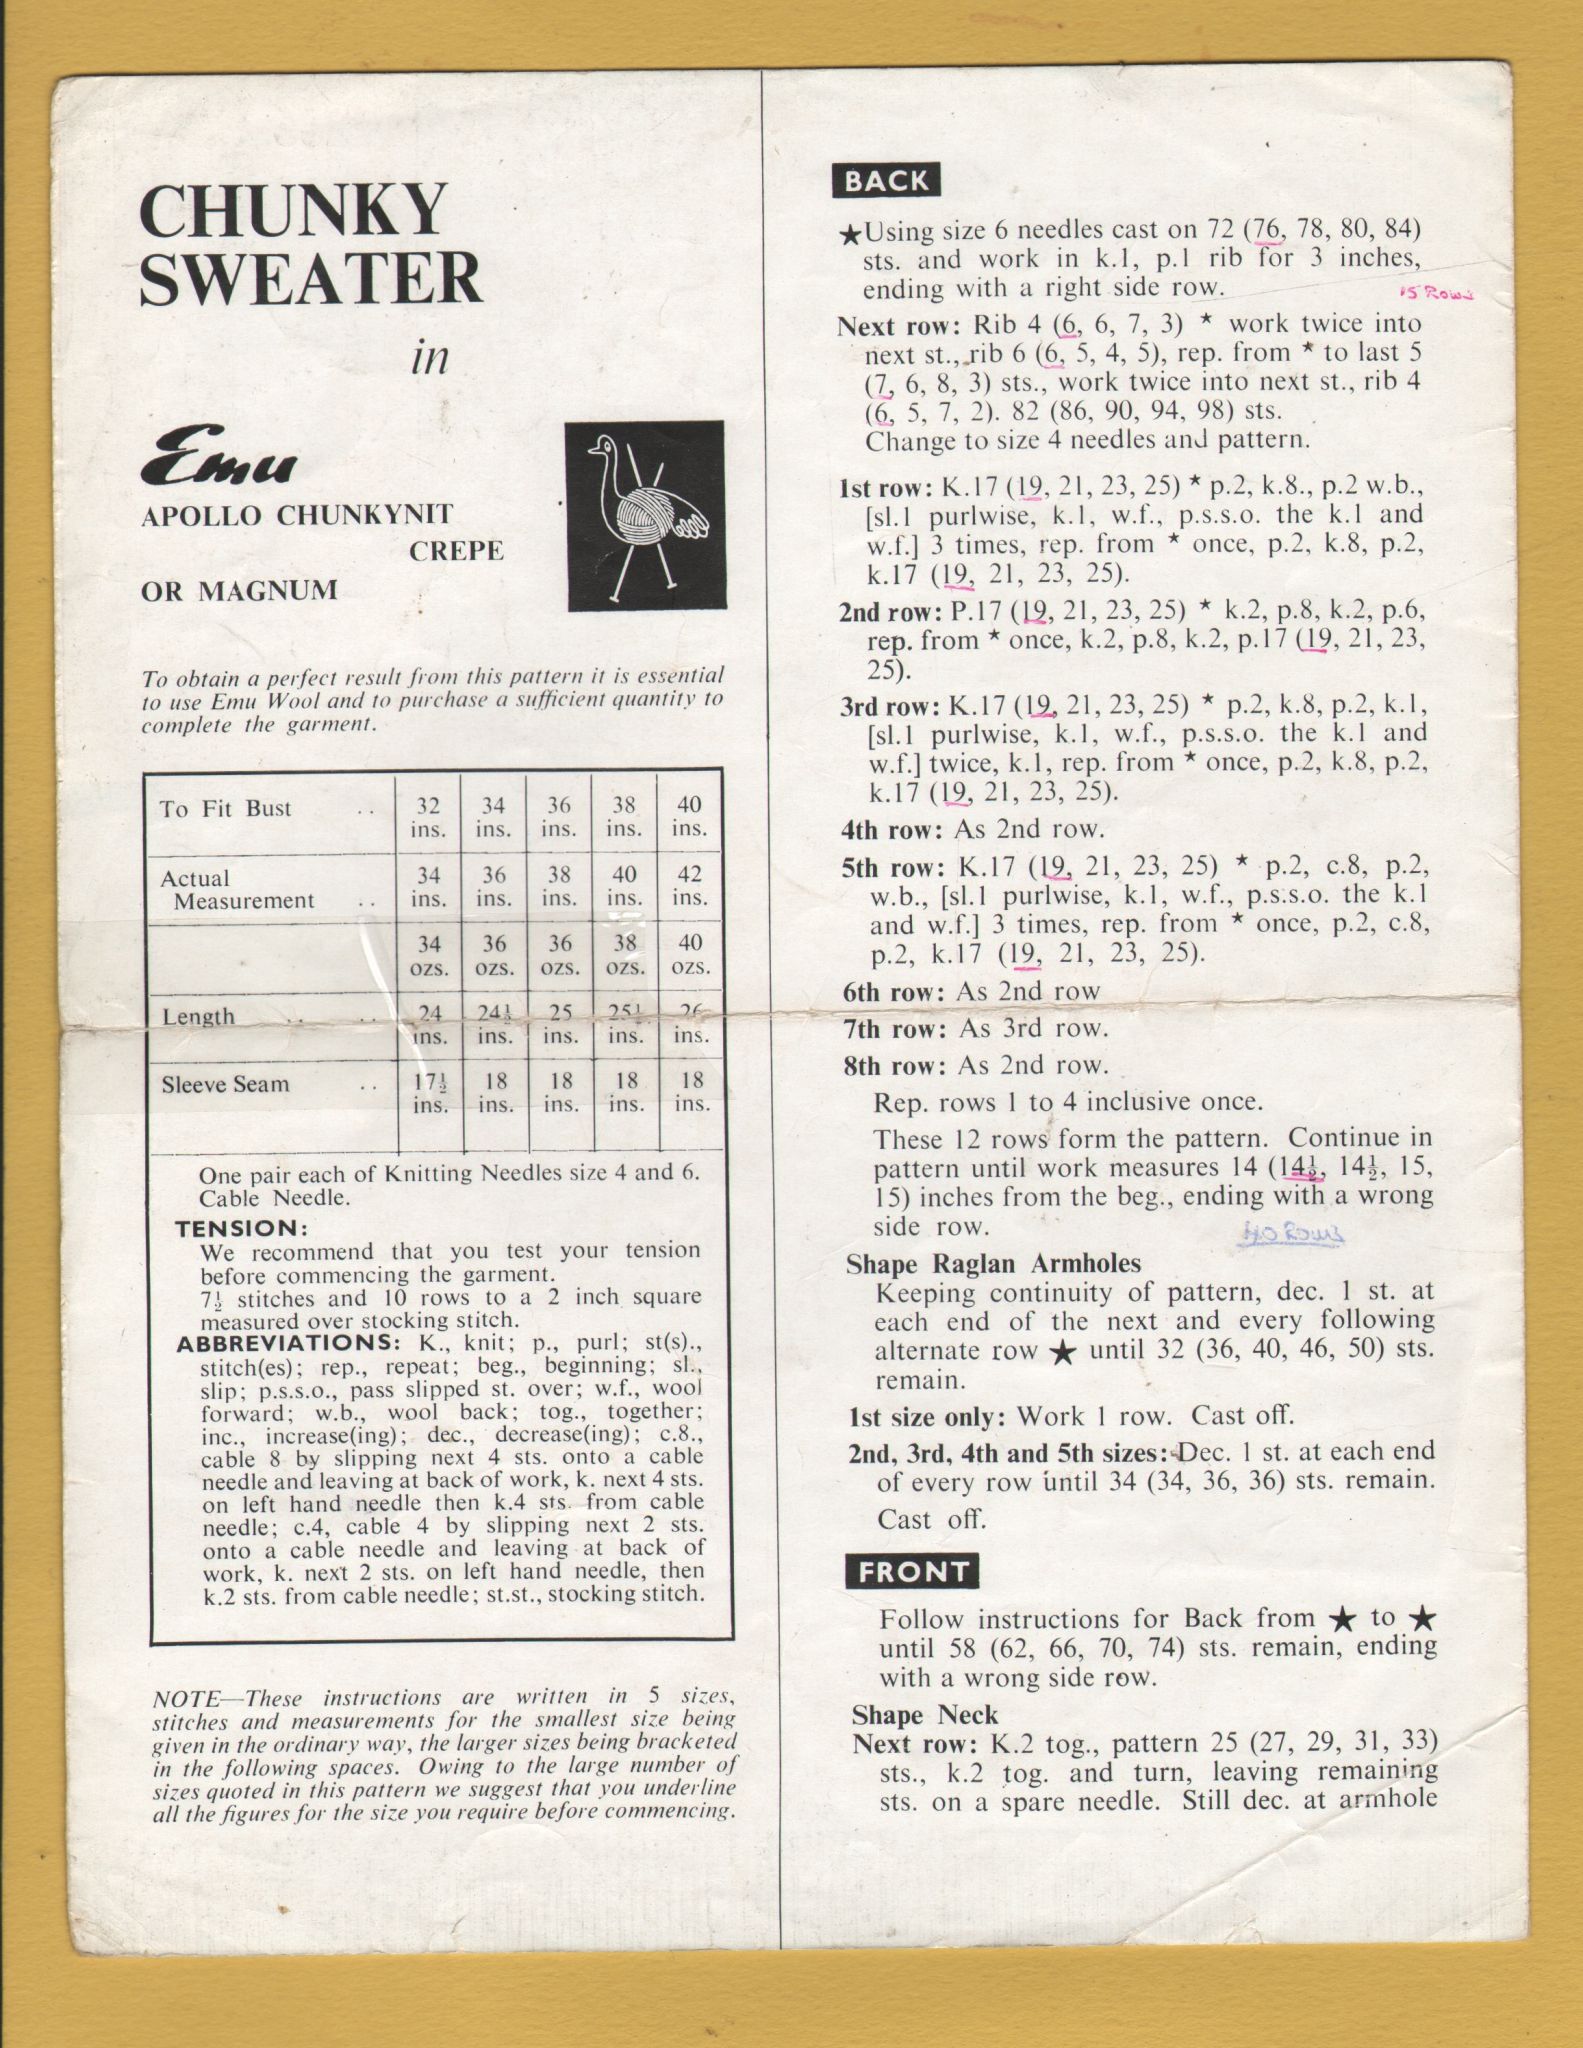 CHUNKY
SWEATER
in
Emu
APOLLO CHUNKYNIT
CREPE
OR MAGNUM
To obtain a perfect result from this pattern it is essential
to use Emu Wool and to purchase a sufficient quantity to
complete the garment.
To Fit Bust .. 32 34 36 38 40
ins. ins. ins. ins. ins.
Actual 34 36 38 40 42
Measurement .. ins. ins. ins. ins. ins.
34 36 36 38 40
ozs. ozs. ozs. ozs. ozs.
Length .. .. 24 24½ 25 25½ 26
ins. ins. ins. ins. ins.
Sleeve Seam .. 17½ 18 18 18 18
ins. ins. ins. ins. ins.
One pair each of Knitting Needles size 4 and 6.
Cable Needle.
TENSION:
We recommend that you test your tension
before commencing the garment.
7½ stitches and 10 rows to a 2 inch square
measured over stocking stitch.
ABBREVIATIONS: K., knit; p., purl; st(s).,
stitch(es); rep., repeat; beg., beginning; sl.,
slip; p.s.s.o., pass slipped st. over; w.f., wool
forward; w.b., wool back; tog., together;
inc., increase(ing); dec., decrease(ing); c.8.,
cable 8 by slipping next 4 sts. onto a cable
needle and leaving at back of work, k. next 4 sts.
on left hand needle then k.4 sts. from cable
needle; c.4, cable 4 by slipping next 2 sts.
onto a cable needle and leaving at back of
work, k. next 2 sts. on left hand needle, then
k.2 sts. from cable needle; st.st., stocking stitch.
NOTE—These instructions are written in 5 sizes,
stitches and measurements for the smallest size being
given in the ordinary way, the larger sizes being bracketed
in the following spaces. Owing to the large number of
sizes quoted in this pattern we suggest that you underline
all the figures for the size you require before commencing.
BACK
★Using size 6 needles cast on 72 (76, 78, 80, 84)
sts. and work in k.1, p.1 rib for 3 inches,
ending with a right side row.
15 Rows
Next row: Rib 4 (6, 6, 7, 3) * work twice into
next st., rib 6 (6, 5, 4, 5), rep. from * to last 5
(7, 6, 8, 3) sts., work twice into next st., rib 4
(6, 5, 7, 2). 82 (86, 90, 94, 98) sts.
Change to size 4 needles and pattern.
1st row: K.17 (19, 21, 23, 25) * p.2, k.8., p.2 w.b.,
[sl.1 purlwise, k.1, w.f., p.s.s.o. the k.1 and
w.f.] 3 times, rep. from * once, p.2, k.8, p.2,
k.17 (19, 21, 23, 25).
2nd row: P.17 (19, 21, 23, 25) * k.2, p.8, k.2, p.6,
rep. from * once, k.2, p.8, k.2, p.17 (19, 21, 23,
25).
3rd row: K.17 (19, 21, 23, 25) * p.2, k.8, p.2, k.1,
[sl.1 purlwise, k.1, w.f., p.s.s.o. the k.1 and
w.f.] twice, k.1, rep. from * once, p.2, k.8, p.2,
k.17 (19, 21, 23, 25).
4th row: As 2nd row.
5th row: K.17 (19, 21, 23, 25) * p.2, c.8, p.2,
w.b., [sl.1 purlwise, k.1, w.f., p.s.s.o. the k.1
and w.f.] 3 times, rep. from * once, p.2, c.8,
p.2, k.17 (19, 21, 23, 25).
6th row: As 2nd row
7th row: As 3rd row.
8th row: As 2nd row.
Rep. rows 1 to 4 inclusive once.
These 12 rows form the pattern. Continue in
pattern until work measures 14 (14½, 14½, 15,
15) inches from the beg., ending with a wrong
side row.
40 Rows
Shape Raglan Armholes
Keeping continuity of pattern, dec. 1 st. at
each end of the next and every following
alternate row ★ until 32 (36, 40, 46, 50) sts.
remain.
1st size only: Work 1 row. Cast off.
2nd, 3rd, 4th and 5th sizes: Dec. 1 st. at each end
of every row until 34 (34, 36, 36) sts. remain.
Cast off.
FRONT
Follow instructions for Back from ★ to ★
until 58 (62, 66, 70, 74) sts. remain, ending
with a wrong side row.
Shape Neck
Next row: K.2 tog., pattern 25 (27, 29, 31, 33)
sts., k.2 tog. and turn, leaving remaining
sts. on a spare needle. Still dec. at armhole